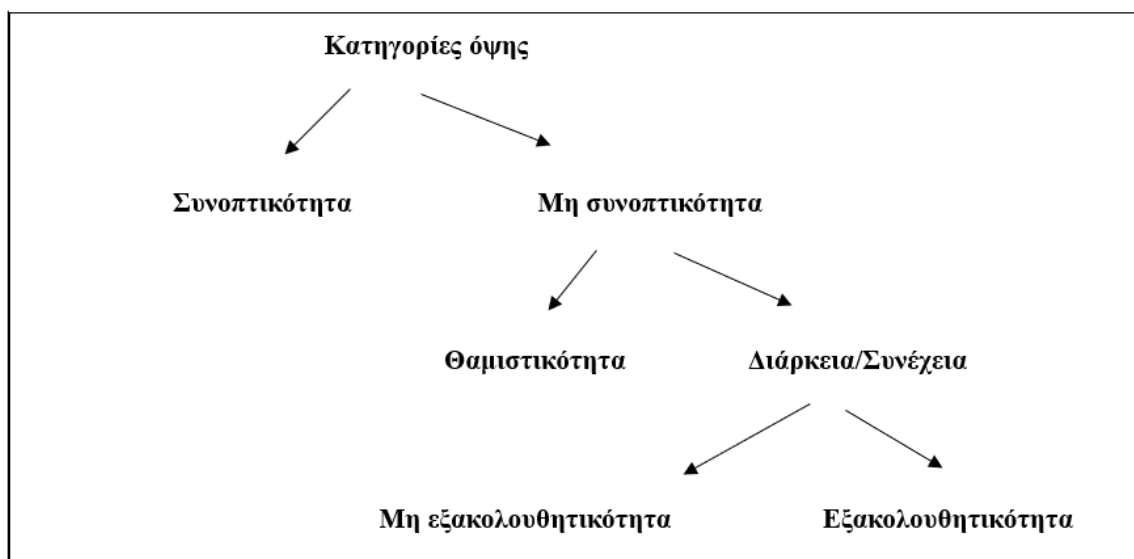 Κατηγορίες όψης
Συνοπτικότητα Μη συνοπτικότητα
Θαμιστικότητα Διάρκεια/Συνέχεια
Μη εξακολουθητικότητα Εξακολουθητικότητα